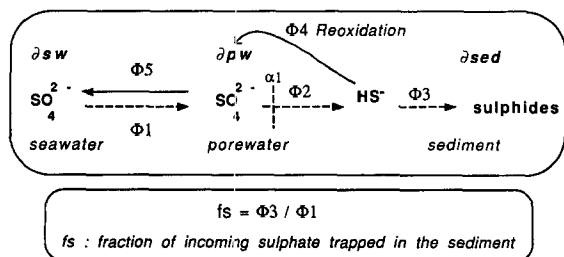 Φ4 Reoxidation
∂sw ∂pw ∂sed
Φ5 α1
SO4^2- SO4^2- Φ2 HS- Φ3 sulphides
Φ1
seawater porewater sediment
fs = Φ3 / Φ1
fs : fraction of incoming sulphate trapped in the sediment